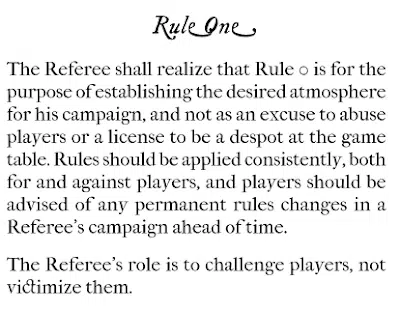 Rule One
The Referee shall realize that Rule 0 is for the
purpose of establishing the desired atmosphere
for his campaign, and not as an excuse to abuse
players or a license to be a despot at the game
table. Rules should be applied consistently, both
for and against players, and players should be
advised of any permanent rules changes in a
Referee's campaign ahead of time.
The Referee's role is to challenge players, not
victimize them.